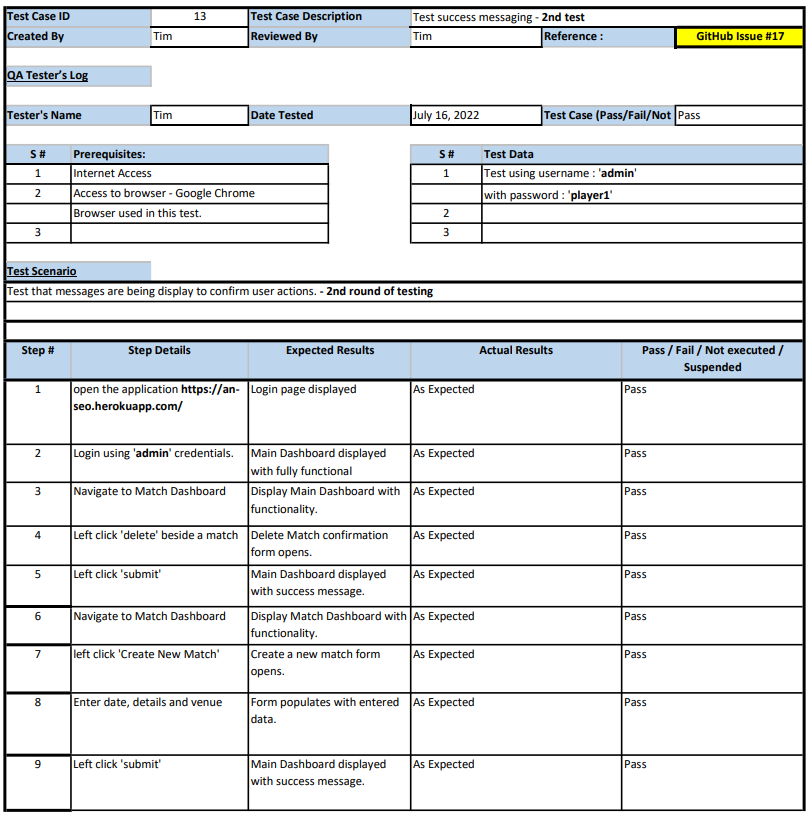 Test Case ID 13 Test Case Description Test success messaging - 2nd test
Created By Tim Reviewed By Tim Reference : GitHub Issue #17
QA Tester's Log
Tester's Name Tim Date Tested July 16, 2022 Test Case (Pass/Fail/Not Pass
S # Prerequisites: S # Test Data
1 Internet Access 1 Test using username : 'admin'
2 Access to browser - Google Chrome with password : 'player1'
Browser used in this test. 2
3 3
Test Scenario
Test that messages are being display to confirm user actions. - 2nd round of testing
Step # Step Details Expected Results Actual Results Pass / Fail / Not executed /
Suspended
1 open the application https://an- Login page displayed As Expected Pass
seo.herokuapp.com/
2 Login using 'admin' credentials. Main Dashboard displayed As Expected Pass
with fully functional
3 Navigate to Match Dashboard Display Main Dashboard with As Expected Pass
functionality.
4 Left click 'delete' beside a match Delete Match confirmation As Expected Pass
form opens.
5 Left click 'submit' Main Dashboard displayed As Expected Pass
with success message.
6 Navigate to Match Dashboard Display Match Dashboard with As Expected Pass
functionality.
7 left click 'Create New Match' Create a new match form As Expected Pass
opens.
8 Enter date, details and venue Form populates with entered As Expected Pass
data.
9 Left click 'submit' Main Dashboard displayed As Expected Pass
with success message.